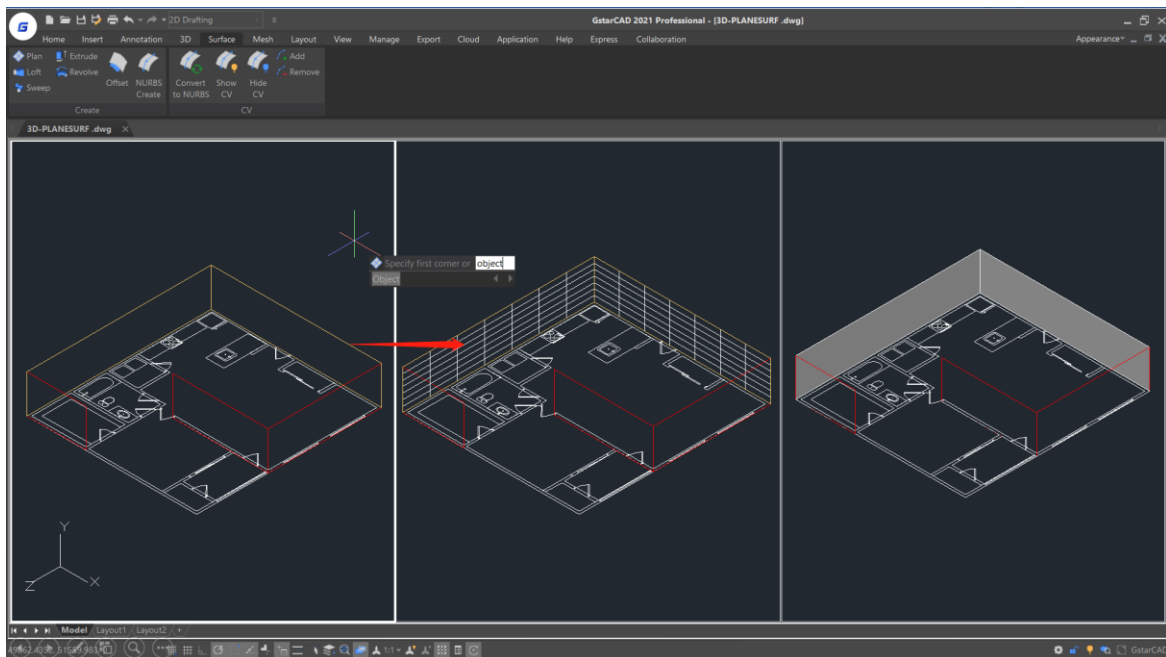 G
2D Drafting
GstarCAD 2021 Professional - [3D-PLANESURF .dwg]
Home Insert Annotation 3D Surface Mesh Layout View Manage Export Cloud Application Help Express Collaboration Appearance
Plan Extrude Add
Loft Revolve Remove
Sweep
Offset NURBS Create
Convert to NURBS
Show CV
Hide CV
Create CV
3D-PLANESURF .dwg
Specify first corner or object
Object
Y
Z X
Model Layout1 Layout2 +
1:1
GstarCAD